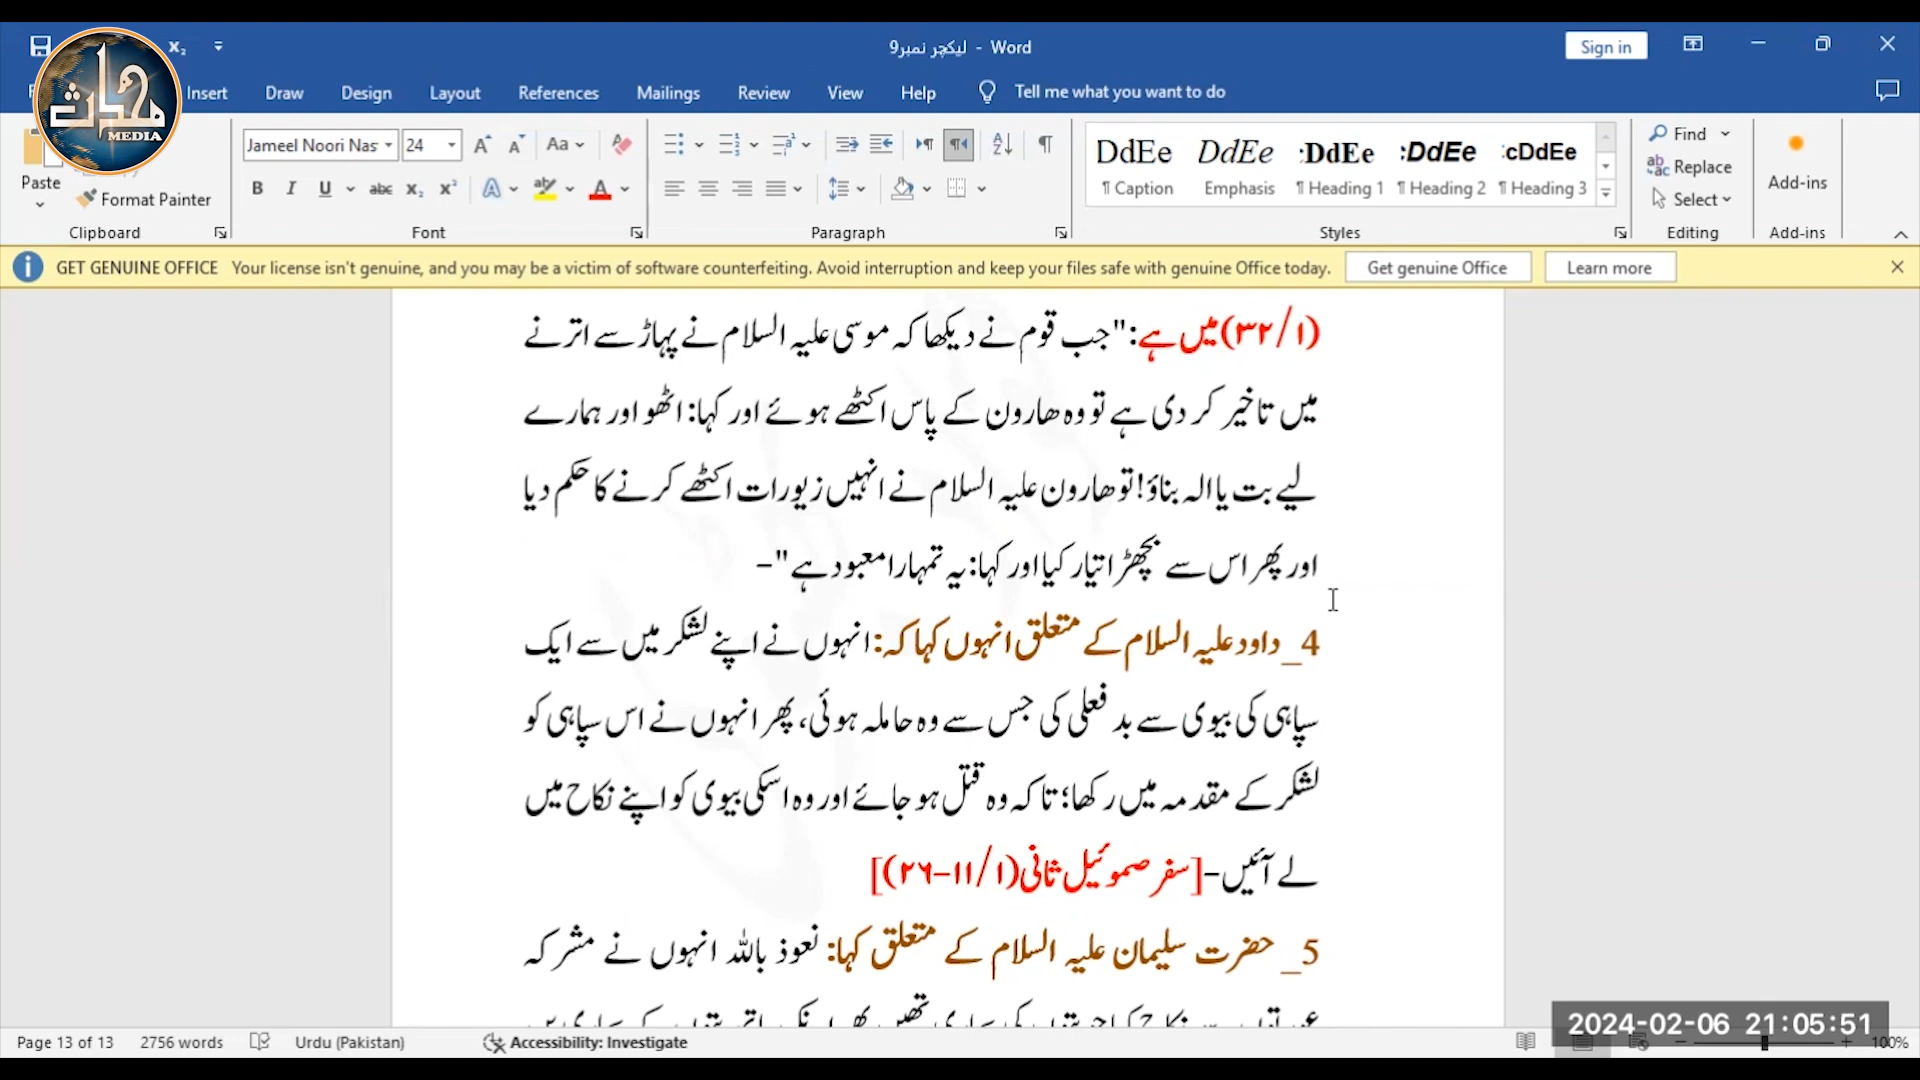 لیکچر نمبر9 - Word
Sign in
Insert Draw Design Layout References Mailings Review View Help Tell me what you want to do
MEDIA
Paste
Format Painter
Clipboard
Jameel Noori Nas 24
Font
Paragraph
DdEe DdEe :DdEe :DdEe :cDdEe
¶ Caption Emphasis ¶ Heading 1 ¶ Heading 2 ¶ Heading 3
Styles
Find
Replace
Select
Editing
Add-ins
Add-ins
GET GENUINE OFFICE Your license isn't genuine, and you may be a victim of software counterfeiting. Avoid interruption and keep your files safe with genuine Office today. Get genuine Office Learn more
(۳۲/۱) میں ہے: "جب قوم نے دیکھا کہ موسی علیہ السلام نے پہاڑ سے اترنے
میں تاخیر کر دی ہے تو وہ ھارون کے پاس اکٹھے ہوئے اور کہا: اٹھو اور ہمارے
لیے بت یا الہ بناؤ! تو ھارون علیہ السلام نے انہیں زیورات اکٹھے کرنے کا حکم دیا
اور پھر اس سے بچھڑا تیار کیا اور کہا: یہ تمہارا معبود ہے"-
4_ داود علیہ السلام کے متعلق انہوں کہا کہ: انہوں نے اپنے لشکر میں سے ایک
سپاہی کی بیوی سے بد فعلی کی جس سے وہ حاملہ ہوئی، پھر انہوں نے اس سپاہی کو
لشکر کے مقدمہ میں رکھا؛ تا کہ وہ قتل ہو جائے اور وہ اسکی بیوی کو اپنے نکاح میں
لے آئیں-[سفر صموئیل ثانی (۱۱/۱-۲۶)]
5_ حضرت سلیمان علیہ السلام کے متعلق کہا: نعوذ باللہ انہوں نے مشرکہ
2024-02-06 21:05:51
Page 13 of 13 2756 words Urdu (Pakistan) Accessibility: Investigate 100%